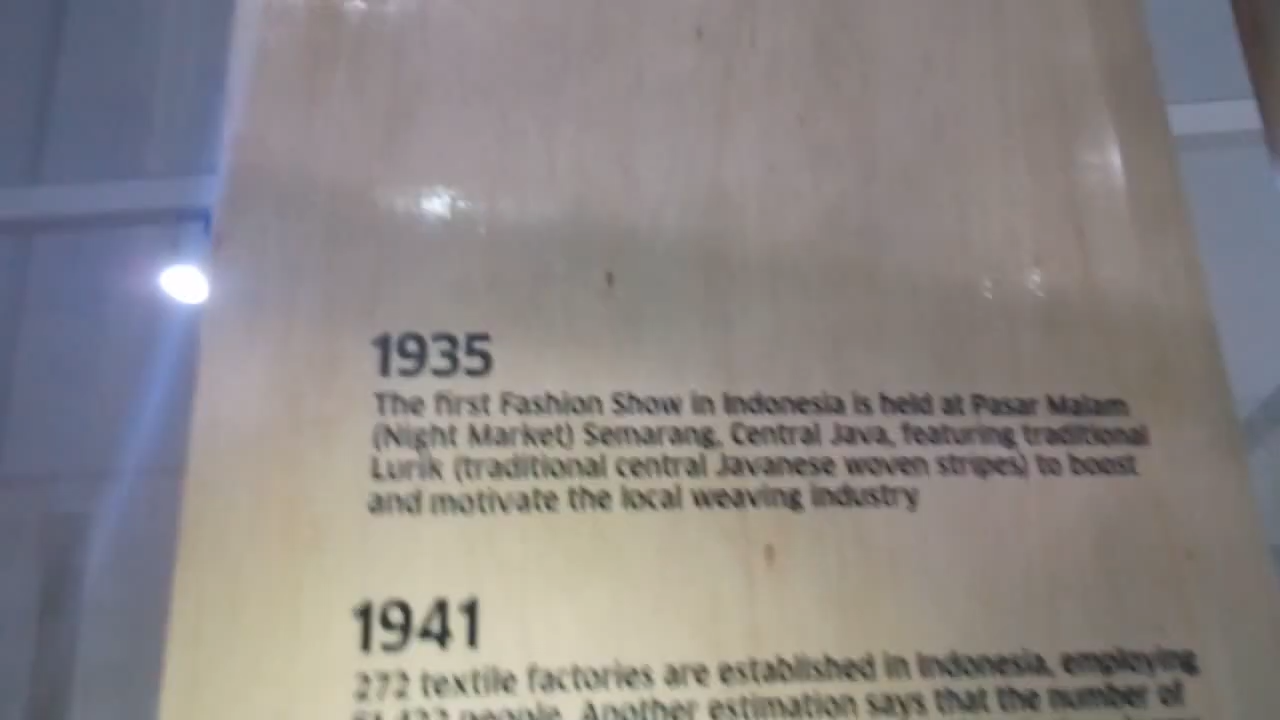 1935
The first Fashion Show in Indonesia is held at Pasar Malam
(Night Market) Semarang, Central Java, featuring traditional
Lurik (traditional central Javanese woven stripes) to boost
and motivate the local weaving industry
1941
272 textile factories are established in Indonesia, employing
people. Another estimation says that the number of